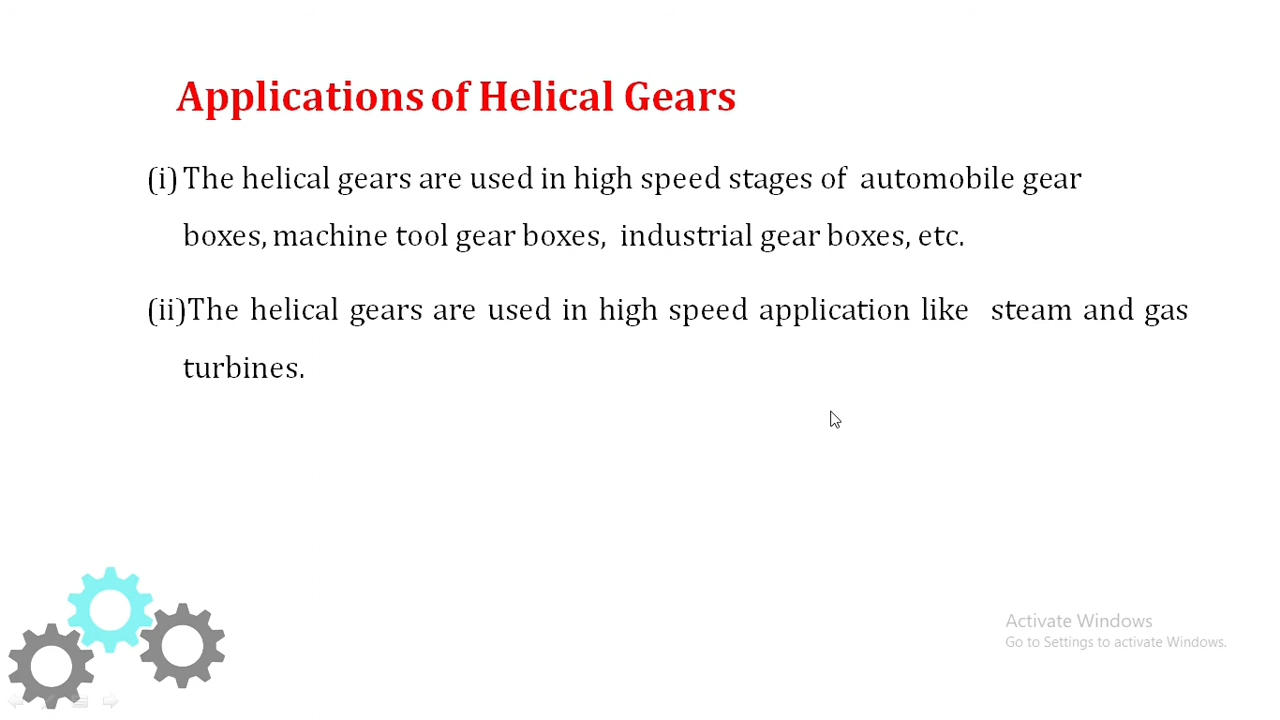 Applications of Helical Gears
(i) The helical gears are used in high speed stages of automobile gear
boxes, machine tool gear boxes, industrial gear boxes, etc.
(ii)The helical gears are used in high speed application like steam and gas
turbines.
Activate Windows
Go to Settings to activate Windows.